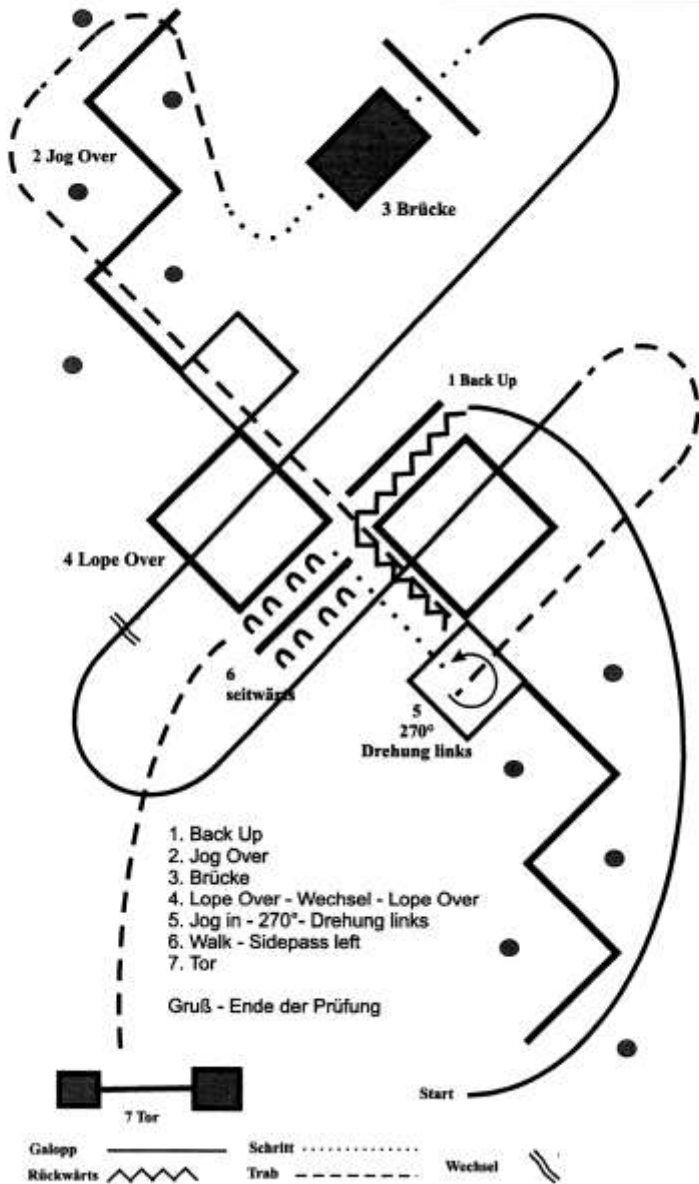 2 Jog Over
3 Brücke
1 Back Up
4 Lope Over
6
seitwärts
5
270°
Drehung links
1. Back Up
2. Jog Over
3. Brücke
4. Lope Over - Wechsel - Lope Over
5. Jog in - 270°- Drehung links
6. Walk - Sidepass left
7. Tor
Gruß - Ende der Prüfung
Start
7 Tor
Galopp
Schritt
Wechsel
Rückwärts
Trab